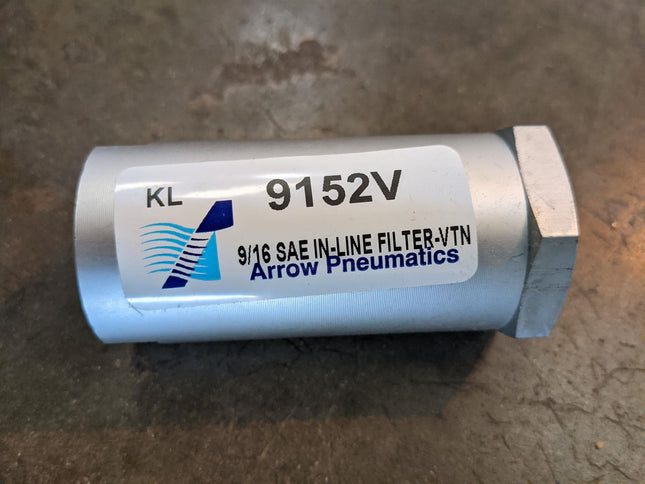 KL 9152V
9/16 SAE IN-LINE FILTER-VTN
Arrow Pneumatics